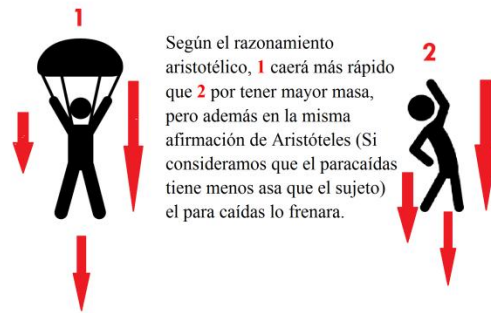 1
Según el razonamiento
aristotélico, 1 caerá más rápido
que 2 por tener mayor masa,
pero además en la misma
afirmación de Aristóteles (Si
consideramos que el paracaídas
tiene menos asa que el sujeto)
el para caídas lo frenara.
2